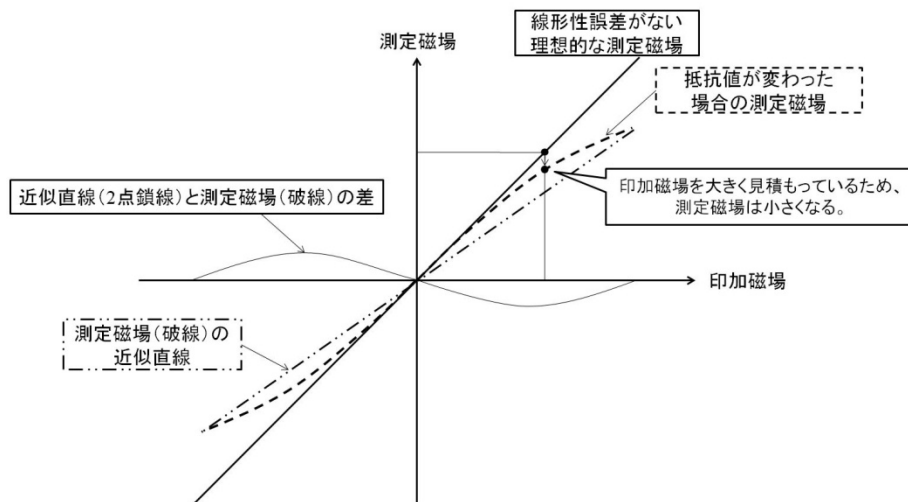 線形性誤差がない
理想的な測定磁場
測定磁場
抵抗値が変わった
場合の測定磁場
近似直線(2点鎖線)と測定磁場(破線)の差
印加磁場を大きく見積もっているため、
測定磁場は小さくなる。
印加磁場
測定磁場(破線)の
近似直線